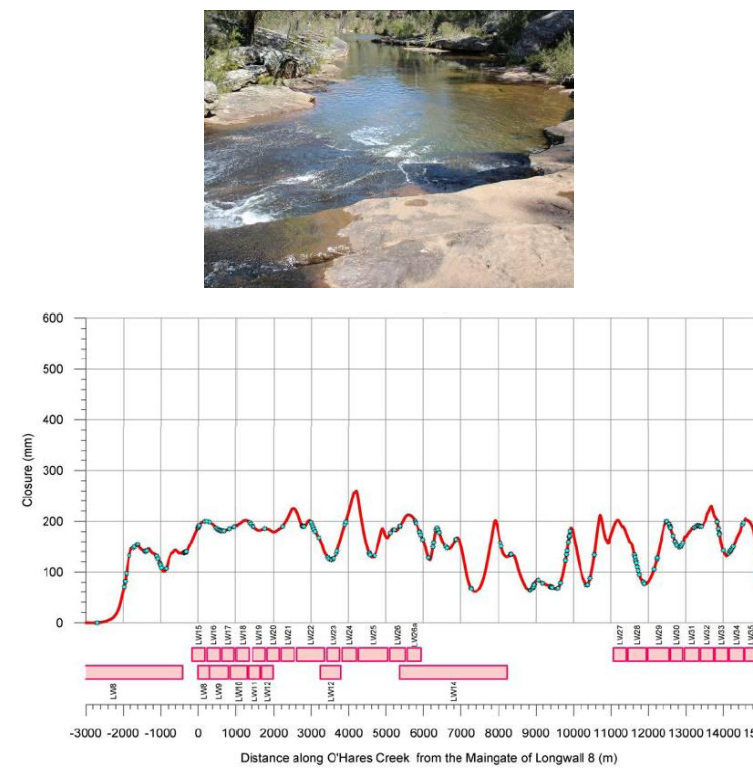 600
500
400
300
200
100
0
Closure (mm)
LW15 LW16 LW17 LW18 LW19 LW20 LW21 LW22 LW23 LW24 LW25 LW26 LW26a LW27 LW28 LW29 LW30 LW31 LW32 LW33 LW34 LW35
LW8 LW8 LW9 LW10 LW11 LW12 LW12 LW14
-3000 -2000 -1000 0 1000 2000 3000 4000 5000 6000 7000 8000 9000 10000 11000 12000 13000 14000
Distance along O'Hares Creek from the Maingate of Longwall 8 (m)